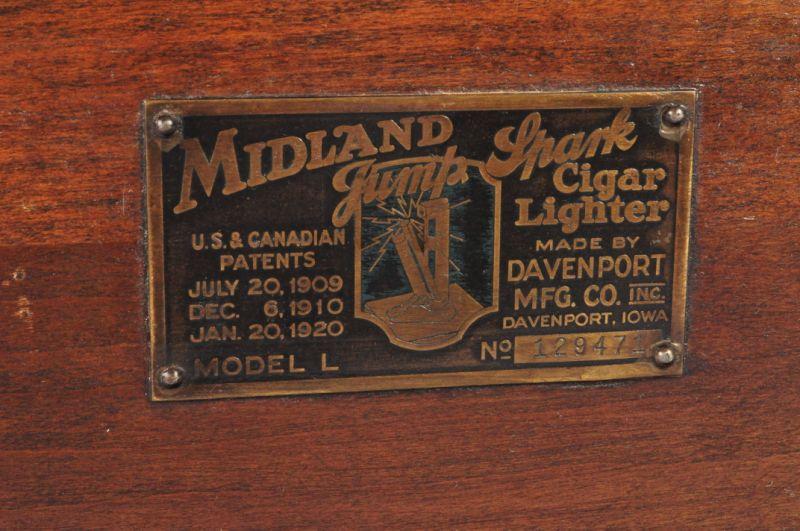 MIDLAND Jump Spark
Cigar
Lighter
U.S. & CANADIAN
PATENTS
JULY 20, 1909
DEC. 6, 1910
JAN. 20, 1920
MODEL L
MADE BY
DAVENPORT
MFG. CO. INC.
DAVENPORT, IOWA
No 129471